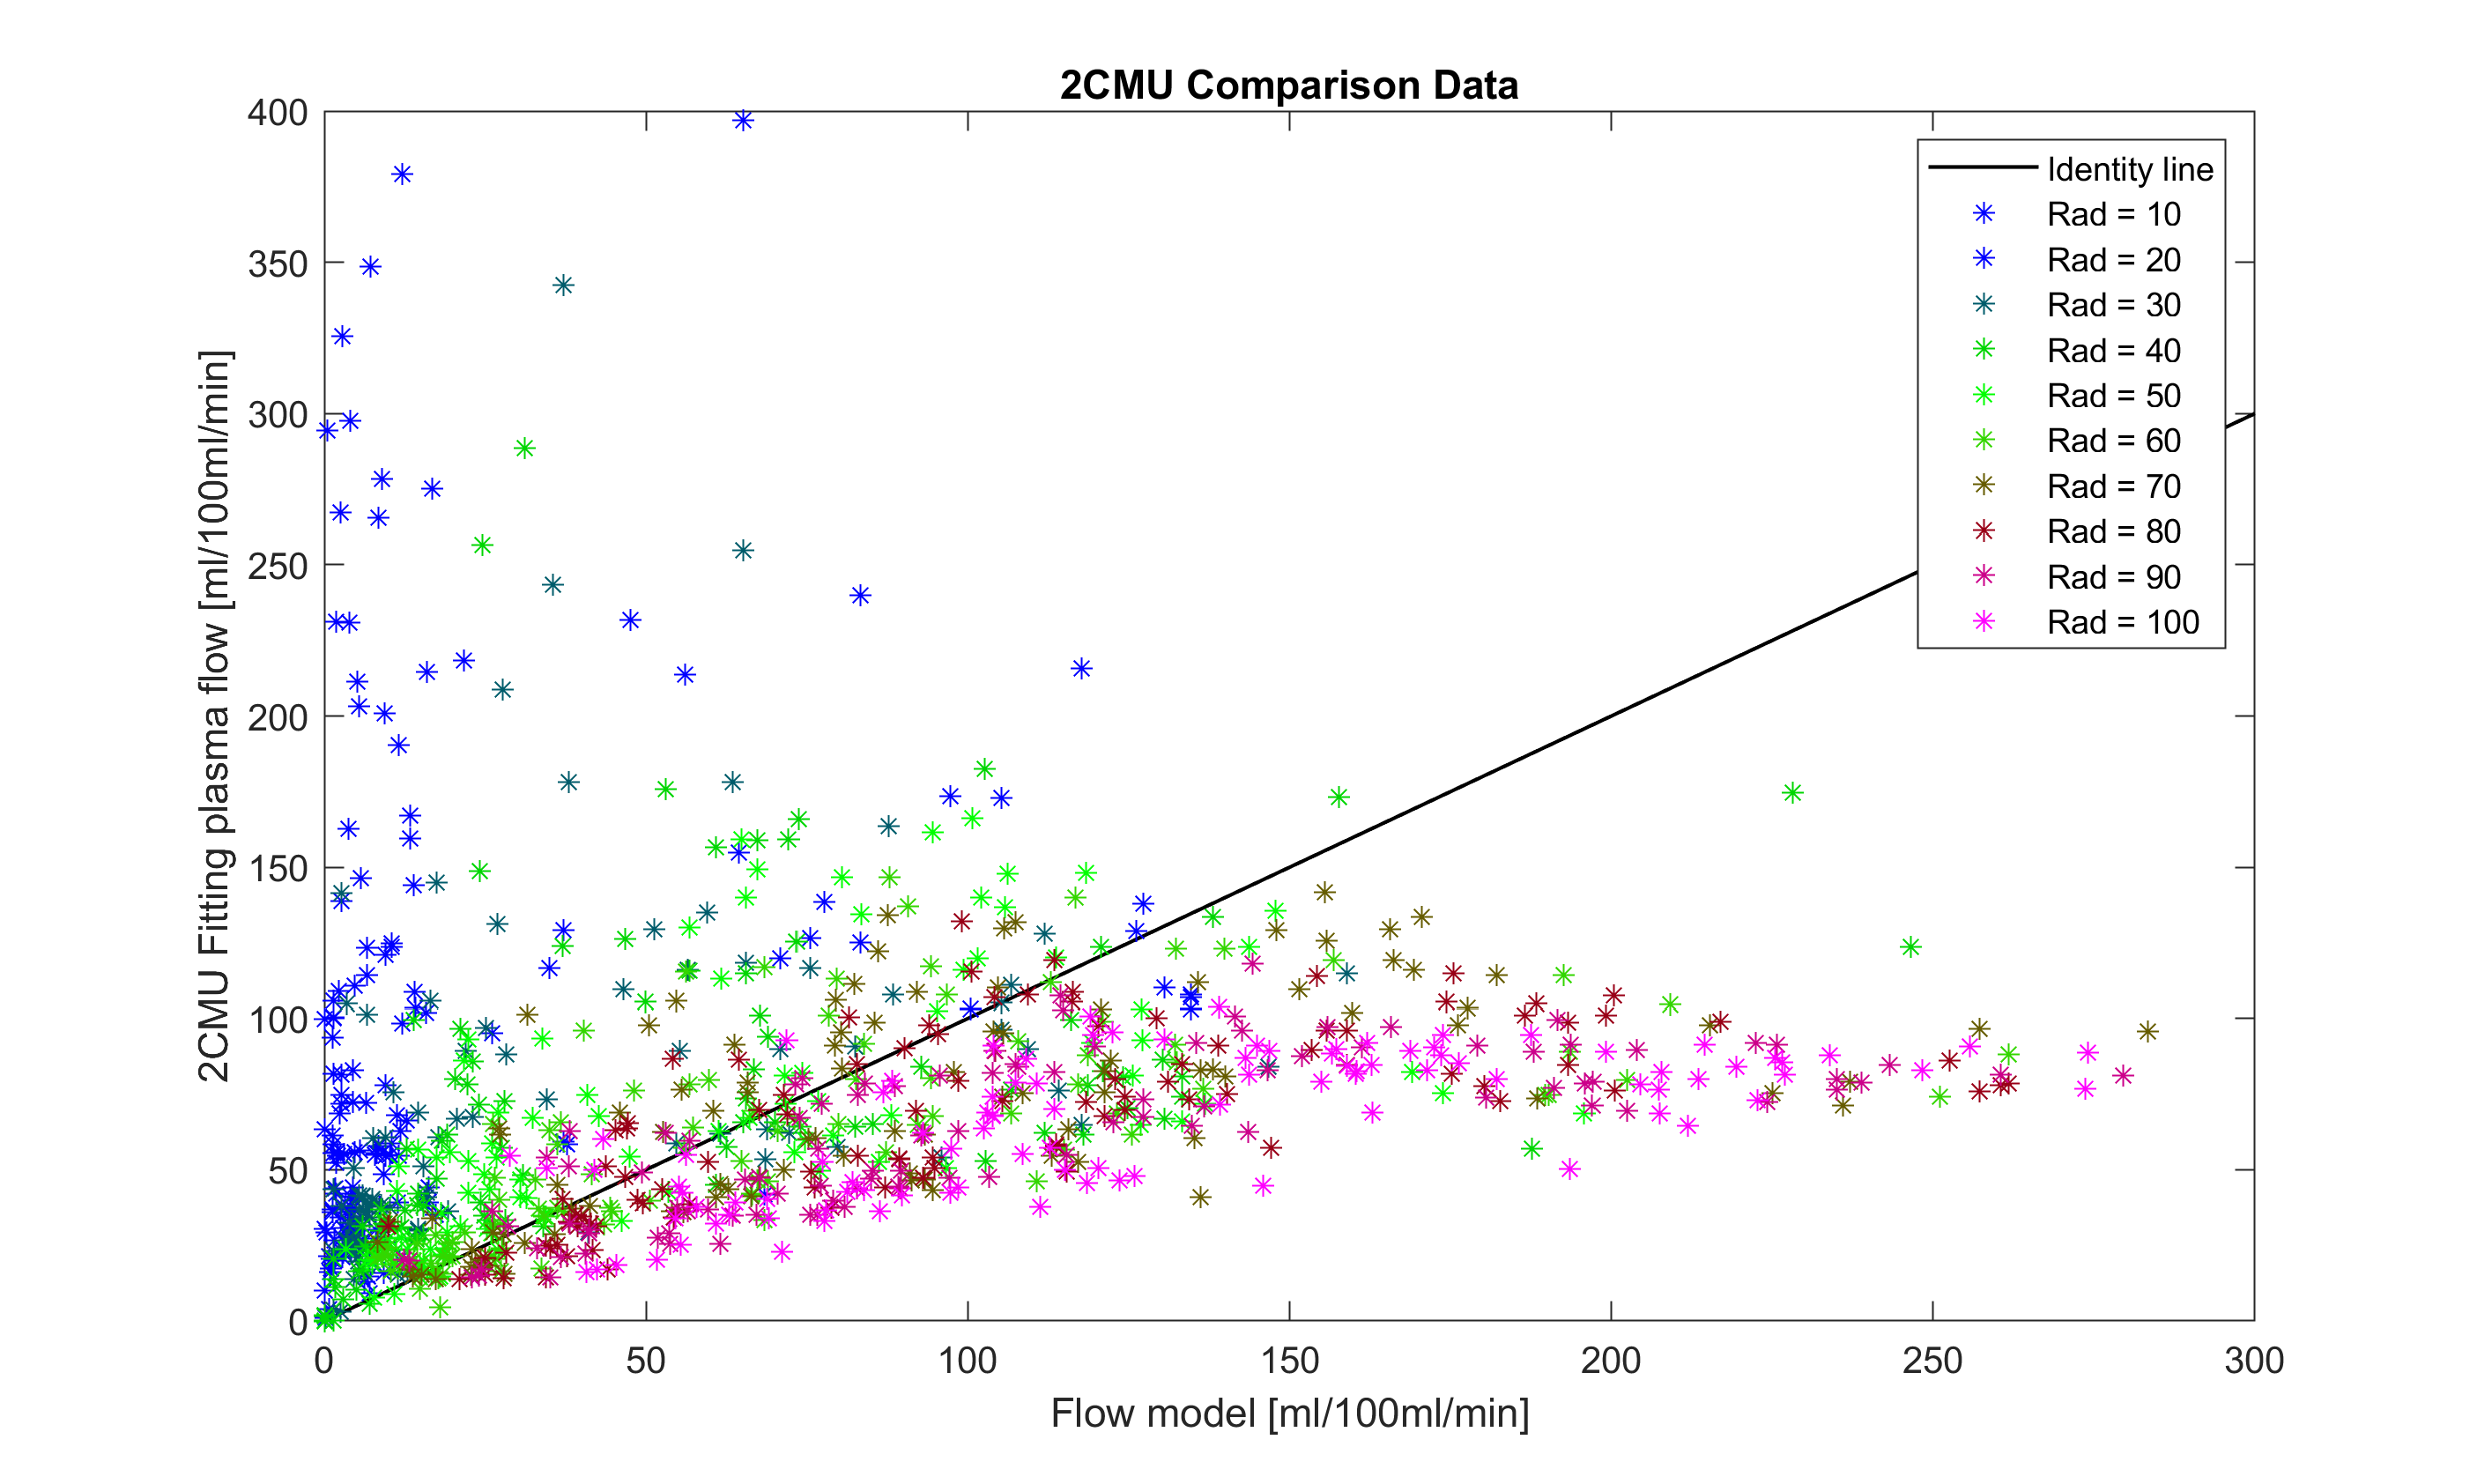 2CMU Comparison Data
400
350
300
250
200
150
100
50
0
2CMU Fitting plasma flow [ml/100ml/min]
Identity line
Rad = 10
Rad = 20
Rad = 30
Rad = 40
Rad = 50
Rad = 60
Rad = 70
Rad = 80
Rad = 90
Rad = 100
0 50 100 150 200 250 300
Flow model [ml/100ml/min]